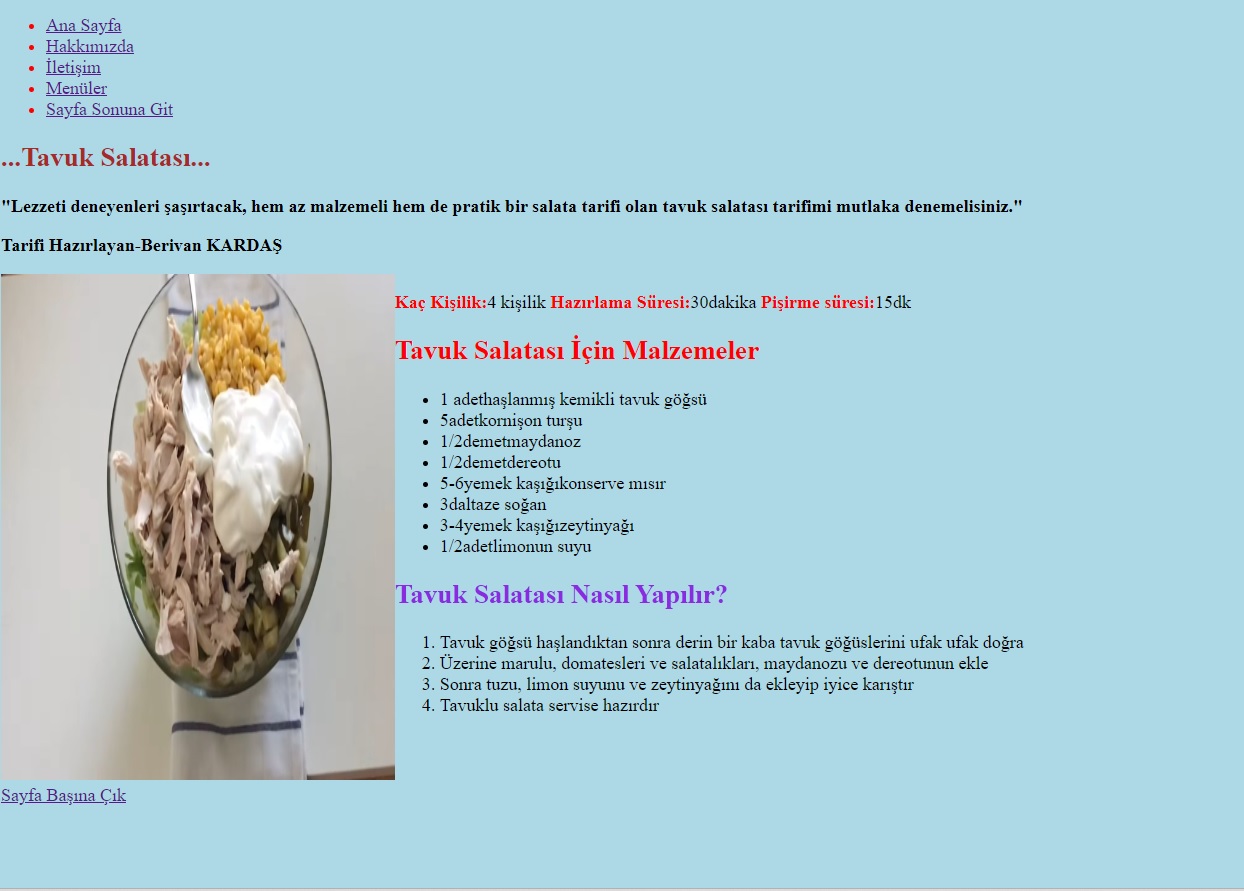 Ana Sayfa
Hakkımızda
İletişim
Menüler
Sayfa Sonuna Git
...Tavuk Salatası...
"Lezzeti deneyenleri şaşırtacak, hem az malzemeli hem de pratik bir salata tarifi olan tavuk salatası tarifimi mutlaka denemelisiniz."
Tarifi Hazırlayan-Berivan KARDAŞ
Kaç Kişilik:4 kişilik Hazırlama Süresi:30dakika Pişirme süresi:15dk
Tavuk Salatası İçin Malzemeler
1 adethaşlanmış kemikli tavuk göğsü
5adetkornişon turşu
1/2demetmaydanoz
1/2demetdereotu
5-6yemek kaşığıkonserve mısır
3daltaze soğan
3-4yemek kaşığızeytinyağı
1/2adetlimonun suyu
Tavuk Salatası Nasıl Yapılır?
1. Tavuk göğsü haşlandıktan sonra derin bir kaba tavuk göğüslerini ufak ufak doğra
2. Üzerine marulu, domatesleri ve salatalıkları, maydanozu ve dereotunun ekle
3. Sonra tuzu, limon suyunu ve zeytinyağını da ekleyip iyice karıştır
4. Tavuklu salata servise hazırdır
Sayfa Başına Çık